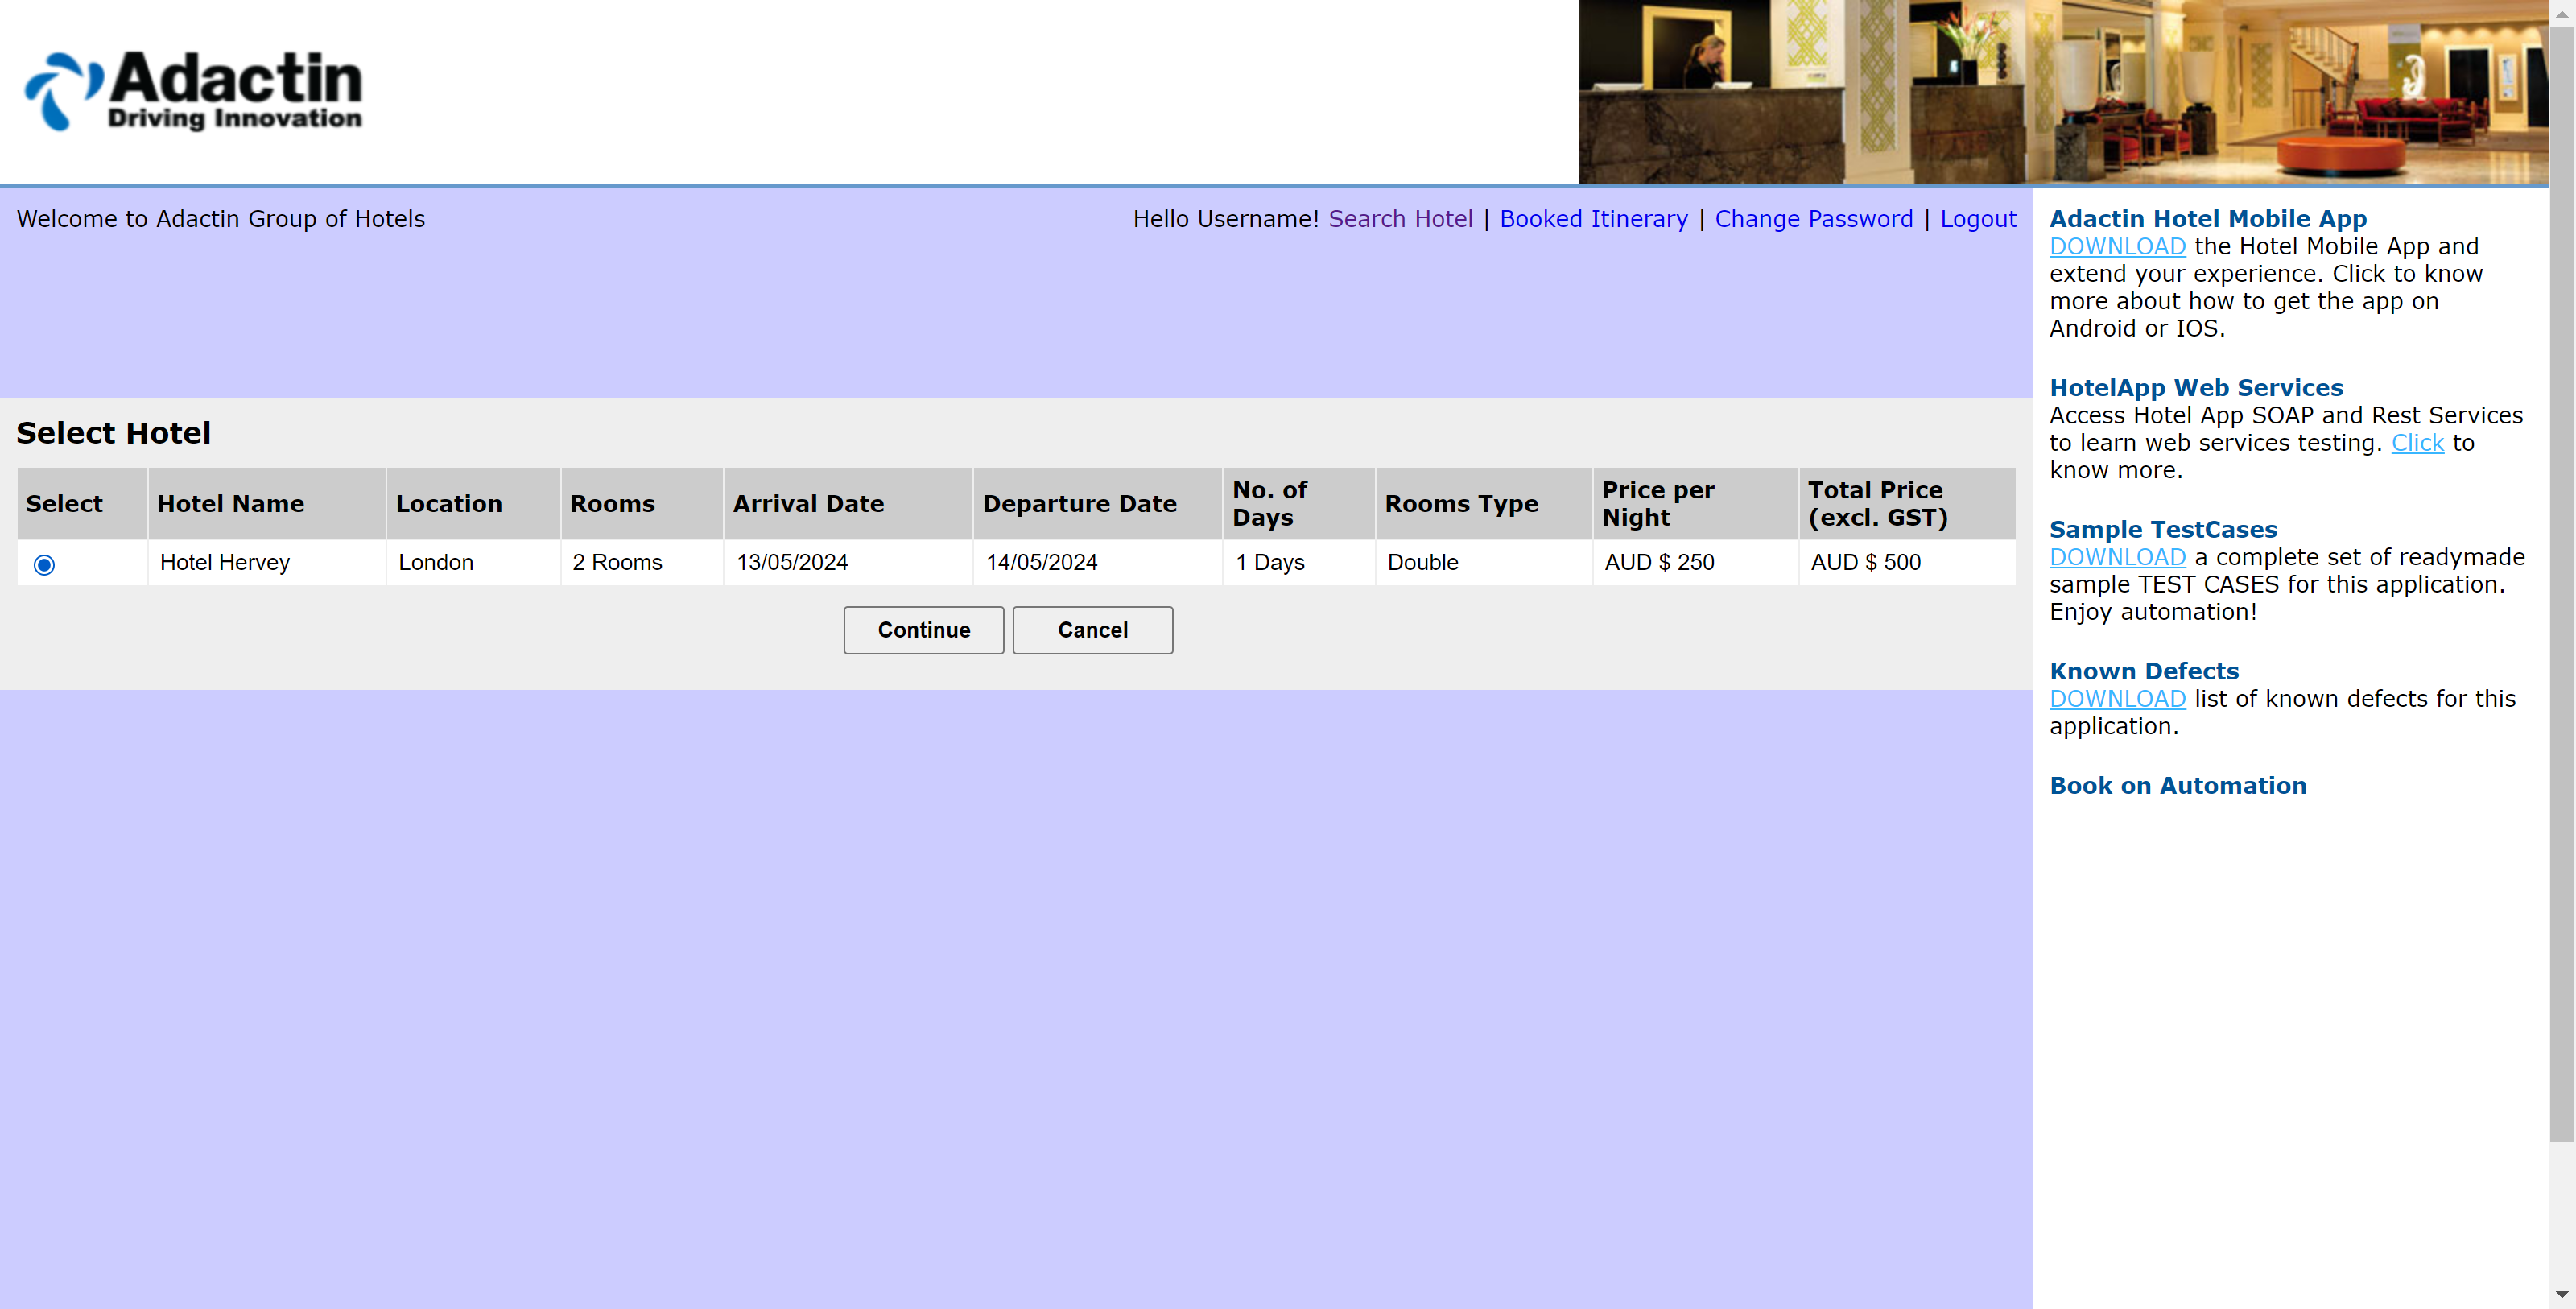 Adactin
Driving Innovation
Welcome to Adactin Group of Hotels
Hello Username! Search Hotel | Booked Itinerary | Change Password | Logout
Select Hotel
Select Hotel Name Location Rooms Arrival Date Departure Date No. of Days Rooms Type Price per Night Total Price (excl. GST)
Hotel Hervey London 2 Rooms 13/05/2024 14/05/2024 1 Days Double AUD $ 250 AUD $ 500
Continue Cancel
Adactin Hotel Mobile App
DOWNLOAD the Hotel Mobile App and
extend your experience. Click to know
more about how to get the app on
Android or IOS.
HotelApp Web Services
Access Hotel App SOAP and Rest Services
to learn web services testing. Click to
know more.
Sample TestCases
DOWNLOAD a complete set of readymade
sample TEST CASES for this application.
Enjoy automation!
Known Defects
DOWNLOAD list of known defects for this
application.
Book on Automation